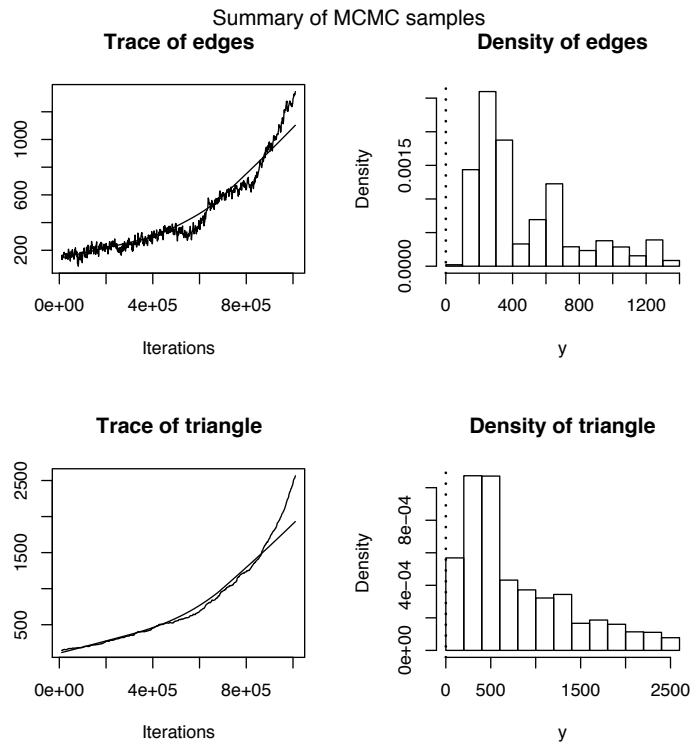 Summary of MCMC samples
Trace of edges
200 600 1000
0e+00 4e+05 8e+05
Iterations
Density of edges
Density
0.0000 0.0015
0 400 800 1200
y
Trace of triangle
500 1500 2500
0e+00 4e+05 8e+05
Iterations
Density of triangle
Density
0e+00 4e−04 8e−04
0 500 1500 2500
y